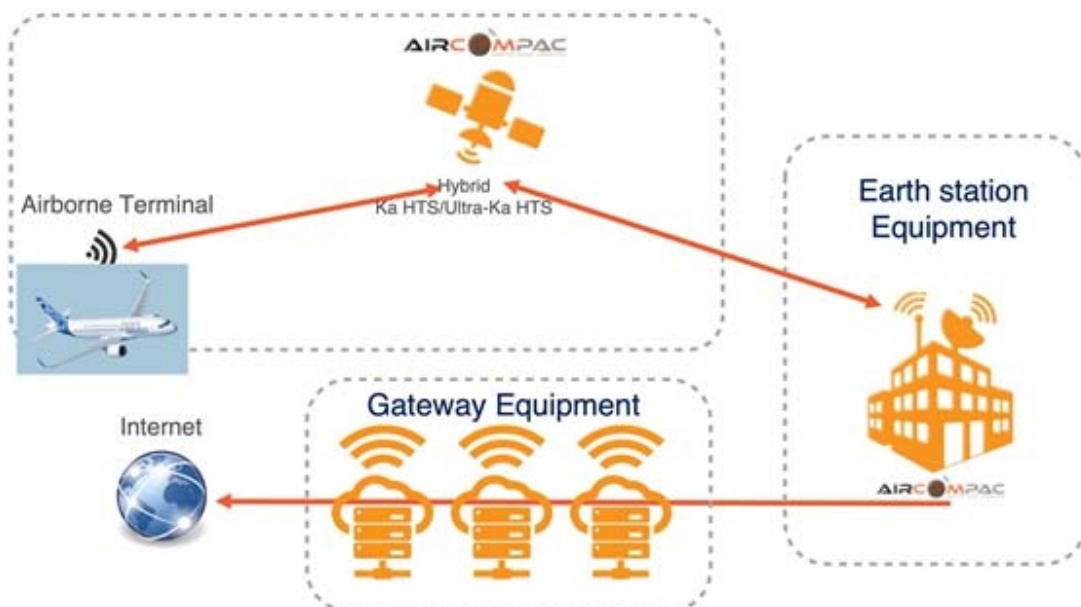 AIRCOMPAC
Hybrid
Ka HTS/Ultra-Ka HTS
Airborne Terminal
Earth station
Equipment
Gateway Equipment
Internet
AIRCOMPAC